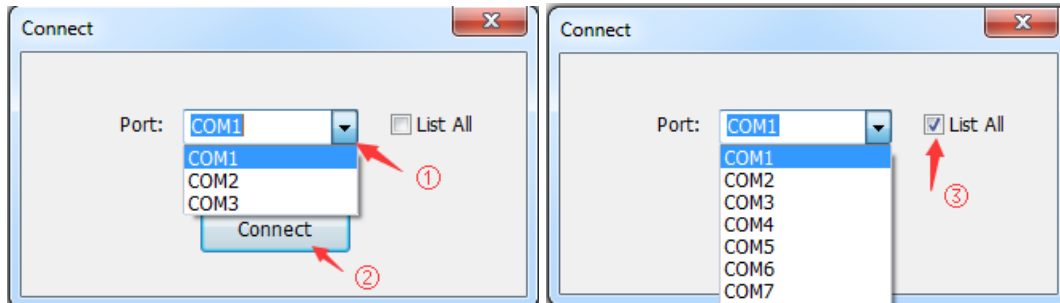 Connect
Port: COM1 List All
COM1
COM2
COM3
①
Connect
②
Connect
Port: COM1 List All
COM1
COM2
COM3
COM4
COM5
COM6
COM7
③